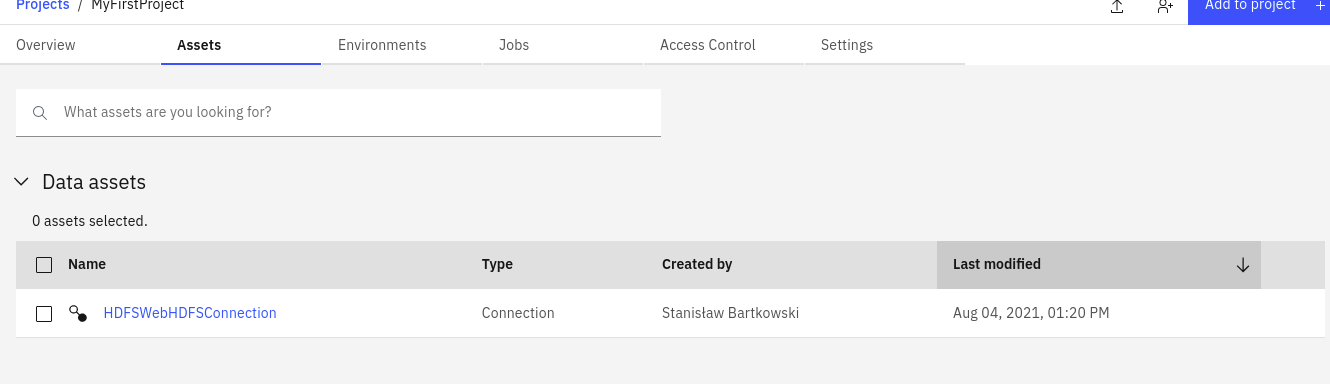 Projects / MyFirstProject
Add to project +
Overview Assets Environments Jobs Access Control Settings
What assets are you looking for?
Data assets
0 assets selected.
Name Type Created by Last modified
HDFSWebHDFSConnection Connection Stanisław Bartkowski Aug 04, 2021, 01:20 PM